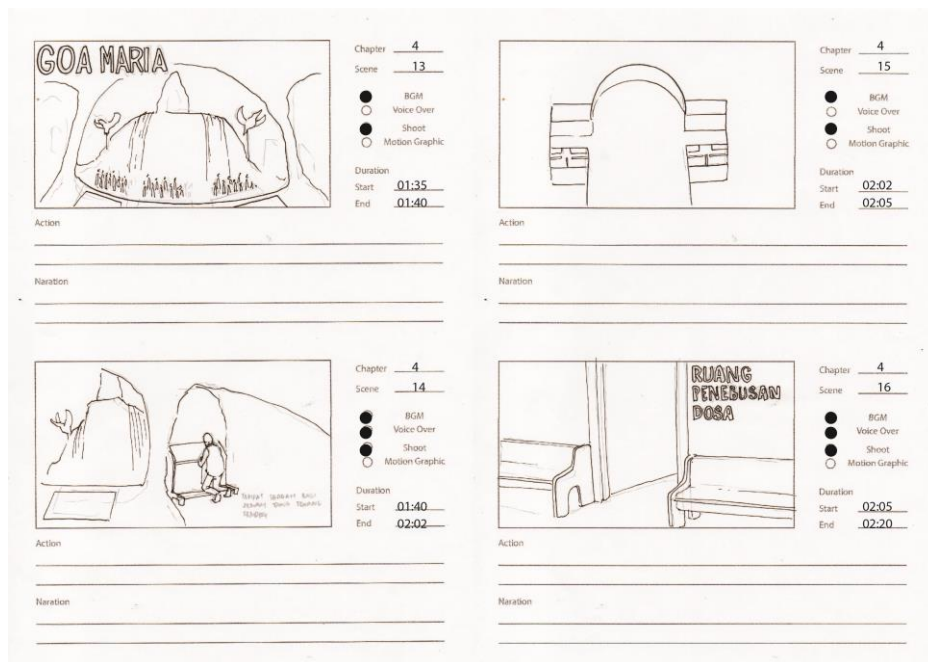 GOA MARIA
Chapter 4
Scene 13
BGM
Voice Over
Shoot
Motion Graphic
Duration
Start 01:35
End 01:40
Action
Naration
Chapter 4
Scene 15
BGM
Voice Over
Shoot
Motion Graphic
Duration
Start 02:02
End 02:05
Action
Naration
Chapter 4
Scene 14
BGM
Voice Over
Shoot
Motion Graphic
Duration
Start 01:40
End 02:02
Action
Naration
RUANG
PENEBUSAN
DOSA
Chapter 4
Scene 16
BGM
Voice Over
Shoot
Motion Graphic
Duration
Start 02:05
End 02:20
Action
Naration